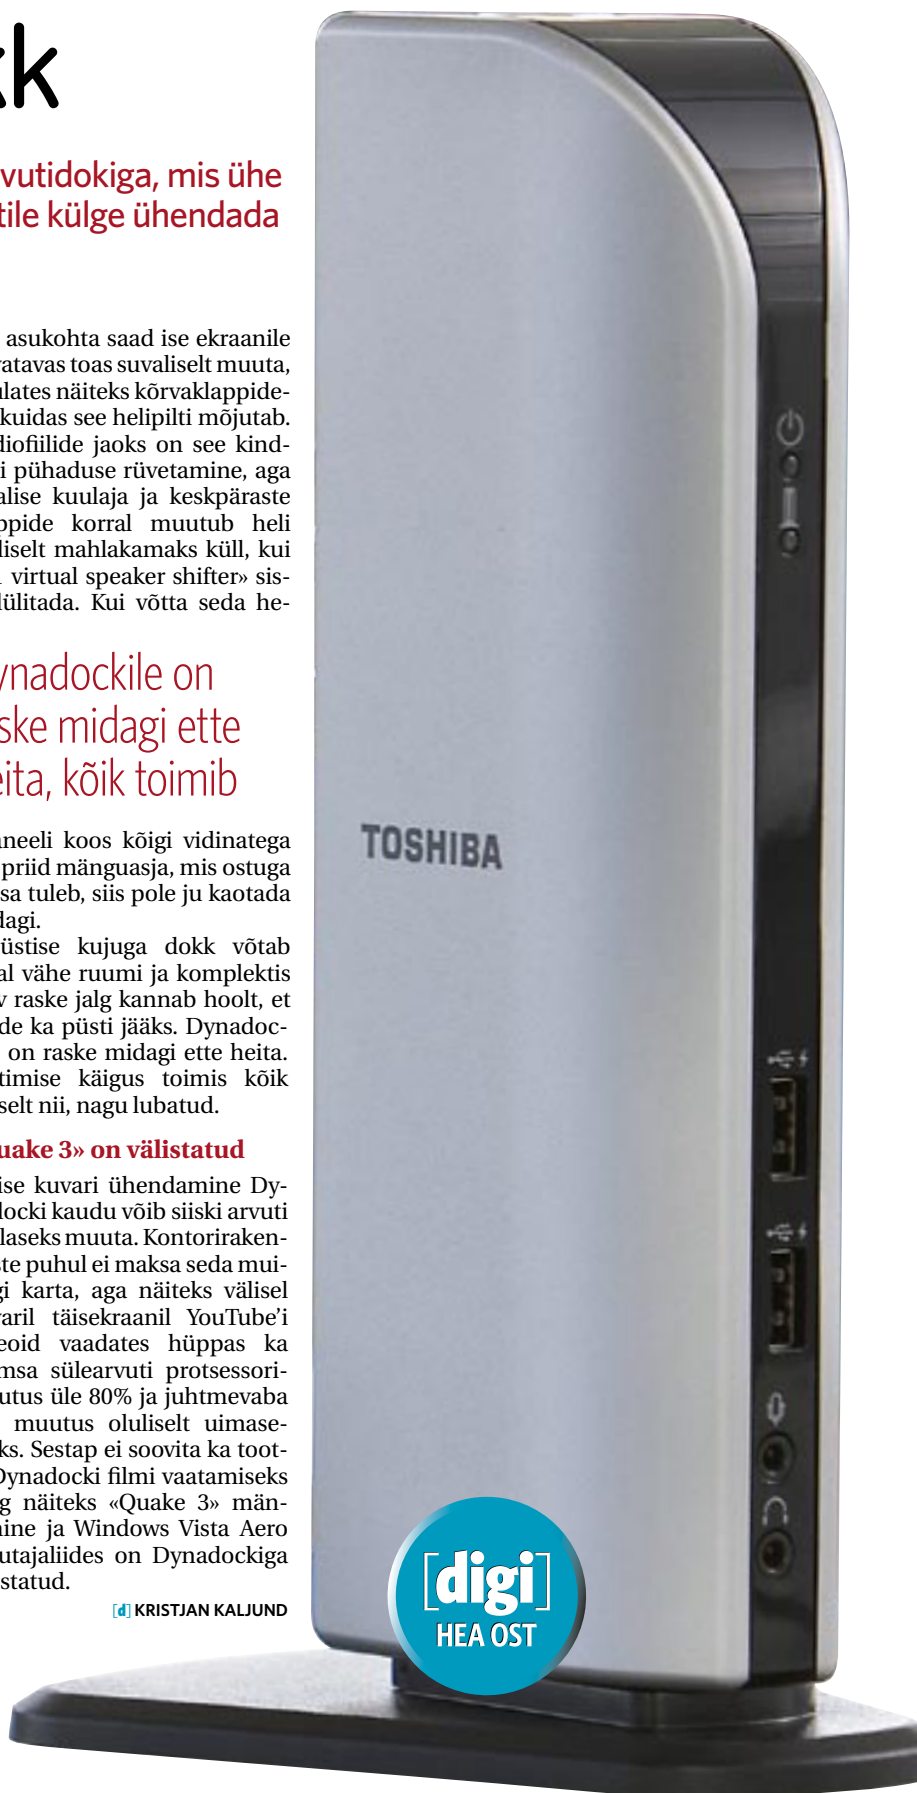 kk
vutidokiga, mis ühe
tile külge ühendada
asukohta saad ise ekraanile
vatavas toas suvaliselt muuta,
ulates näiteks kõrvaklappide-
kuidas see helipilti mõjutab.
diofiilide jaoks on see kind-
i pühaduse rüvetamine, aga
alise kuulaja ja keskpäraste
ppide korral muutub heli
liselt mahlakamaks küll, kui
virtual speaker shifter» sis-
lülitada. Kui võtta seda he-
ynadockile on
ske midagi ette
eita, kõik toimib
neeli koos kõigi vidinatega
priid mänguasja, mis ostuga
sa tuleb, siis pole ju kaotada
dagi.
üstise kujuga dokk võtab
al vähe ruumi ja komplektis
v raske jalg kannab hoolt, et
de ka püsti jääks. Dynadoc-
on raske midagi ette heita.
timise käigus toimis kõik
selt nii, nagu lubatud.
uake 3» on välistatud
ise kuvari ühendamine Dy-
locki kaudu võib siiski arvuti
laseks muuta. Kontoriraken-
ste puhul ei maksa seda mui-
gi karta, aga näiteks välisel
varil täisekraanil YouTube'i
eoid vaadates hüppas ka
msa sülearvuti protsessori-
utus üle 80% ja juhtmevaba
muutus oluliselt uimase-
ks. Sestap ei soovita ka toot-
Dynadocki filmi vaatamiseks
g näiteks «Quake 3» män-
nine ja Windows Vista Aero
utajaliides on Dynadockiga
istatud.
[d] KRISTJAN KALJUND
TOSHIBA
[digi]
HEA OST